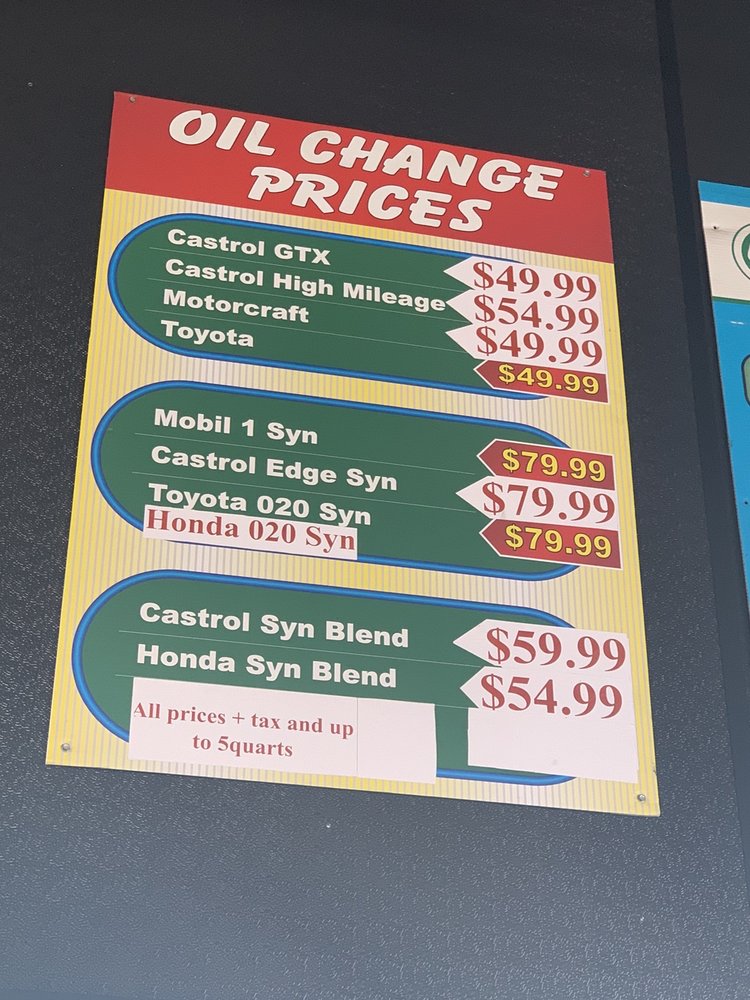 OIL CHANGE
PRICES
Castrol GTX $49.99
Castrol High Mileage $54.99
Motorcraft $49.99
Toyota $49.99
Mobil 1 Syn $79.99
Castrol Edge Syn $79.99
Toyota 020 Syn $79.99
Honda 020 Syn
Castrol Syn Blend $59.99
Honda Syn Blend $54.99
All prices + tax and up
to 5quarts